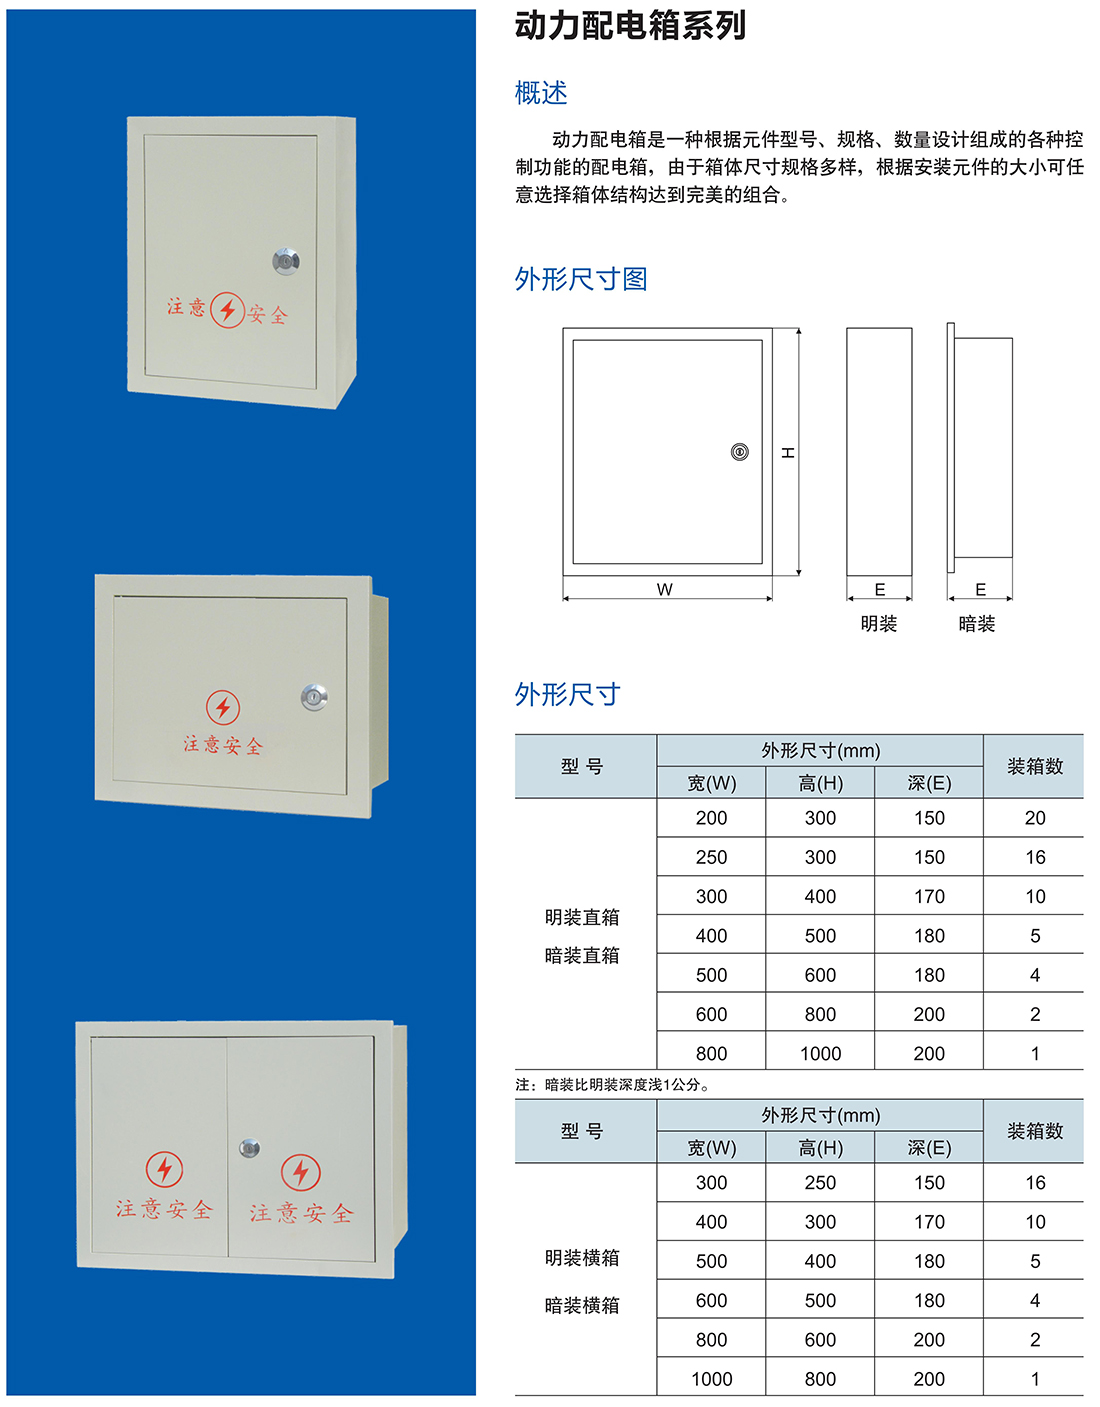 动力配电箱系列
概述
动力配电箱是一种根据元件型号、规格、数量设计组成的各种控
制功能的配电箱，由于箱体尺寸规格多样，根据安装元件的大小可任
意选择箱体结构达到完美的组合。
外形尺寸图
H
W
E
E
明装
暗装
外形尺寸
型 号
外形尺寸(mm)
装箱数
宽(W) 高(H) 深(E)
200 300 150 20
250 300 150 16
300 400 170 10
明装直箱
400 500 180 5
暗装直箱
500 600 180 4
600 800 200 2
800 1000 200 1
注：暗装比明装深度浅1公分。
型 号
外形尺寸(mm)
装箱数
宽(W) 高(H) 深(E)
300 250 150 16
400 300 170 10
明装横箱
500 400 180 5
暗装横箱
600 500 180 4
800 600 200 2
1000 800 200 1
注意 安全
注意安全
注意安全
注意安全